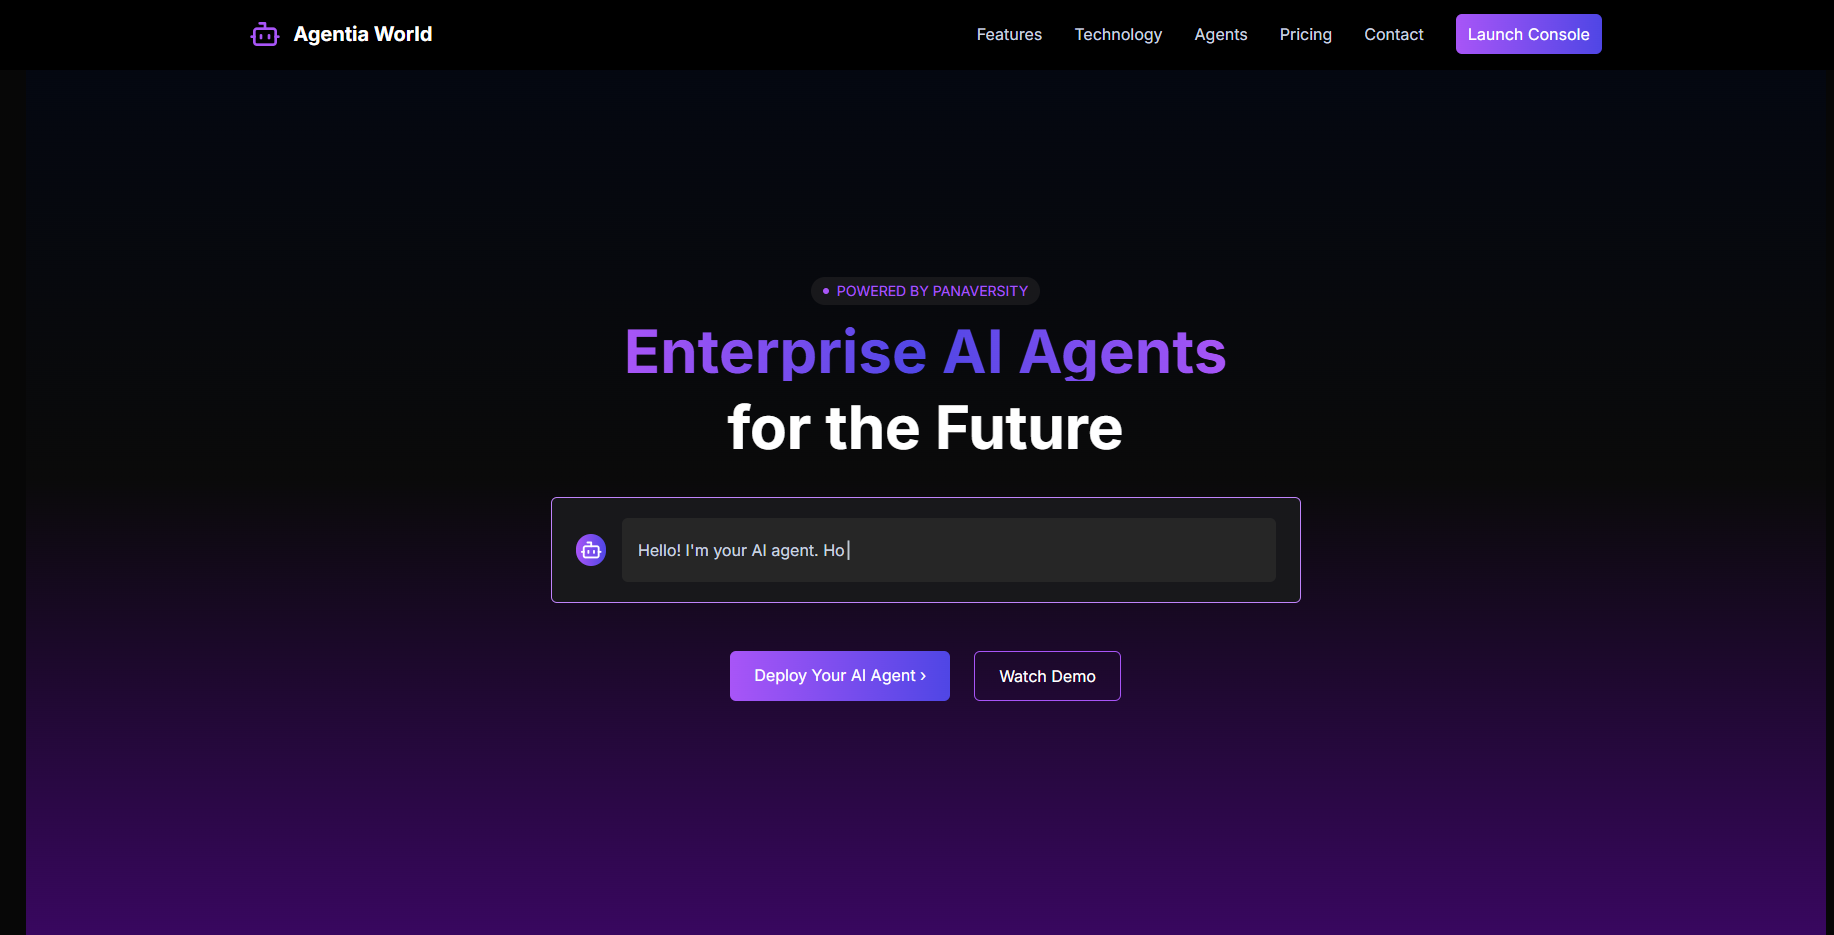 Agentia World
Features
Technology
Agents
Pricing
Contact
Launch Console
POWERED BY PANAVERSITY
Enterprise AI Agents
for the Future
Hello! I'm your AI agent. Ho
Deploy Your AI Agent ›
Watch Demo